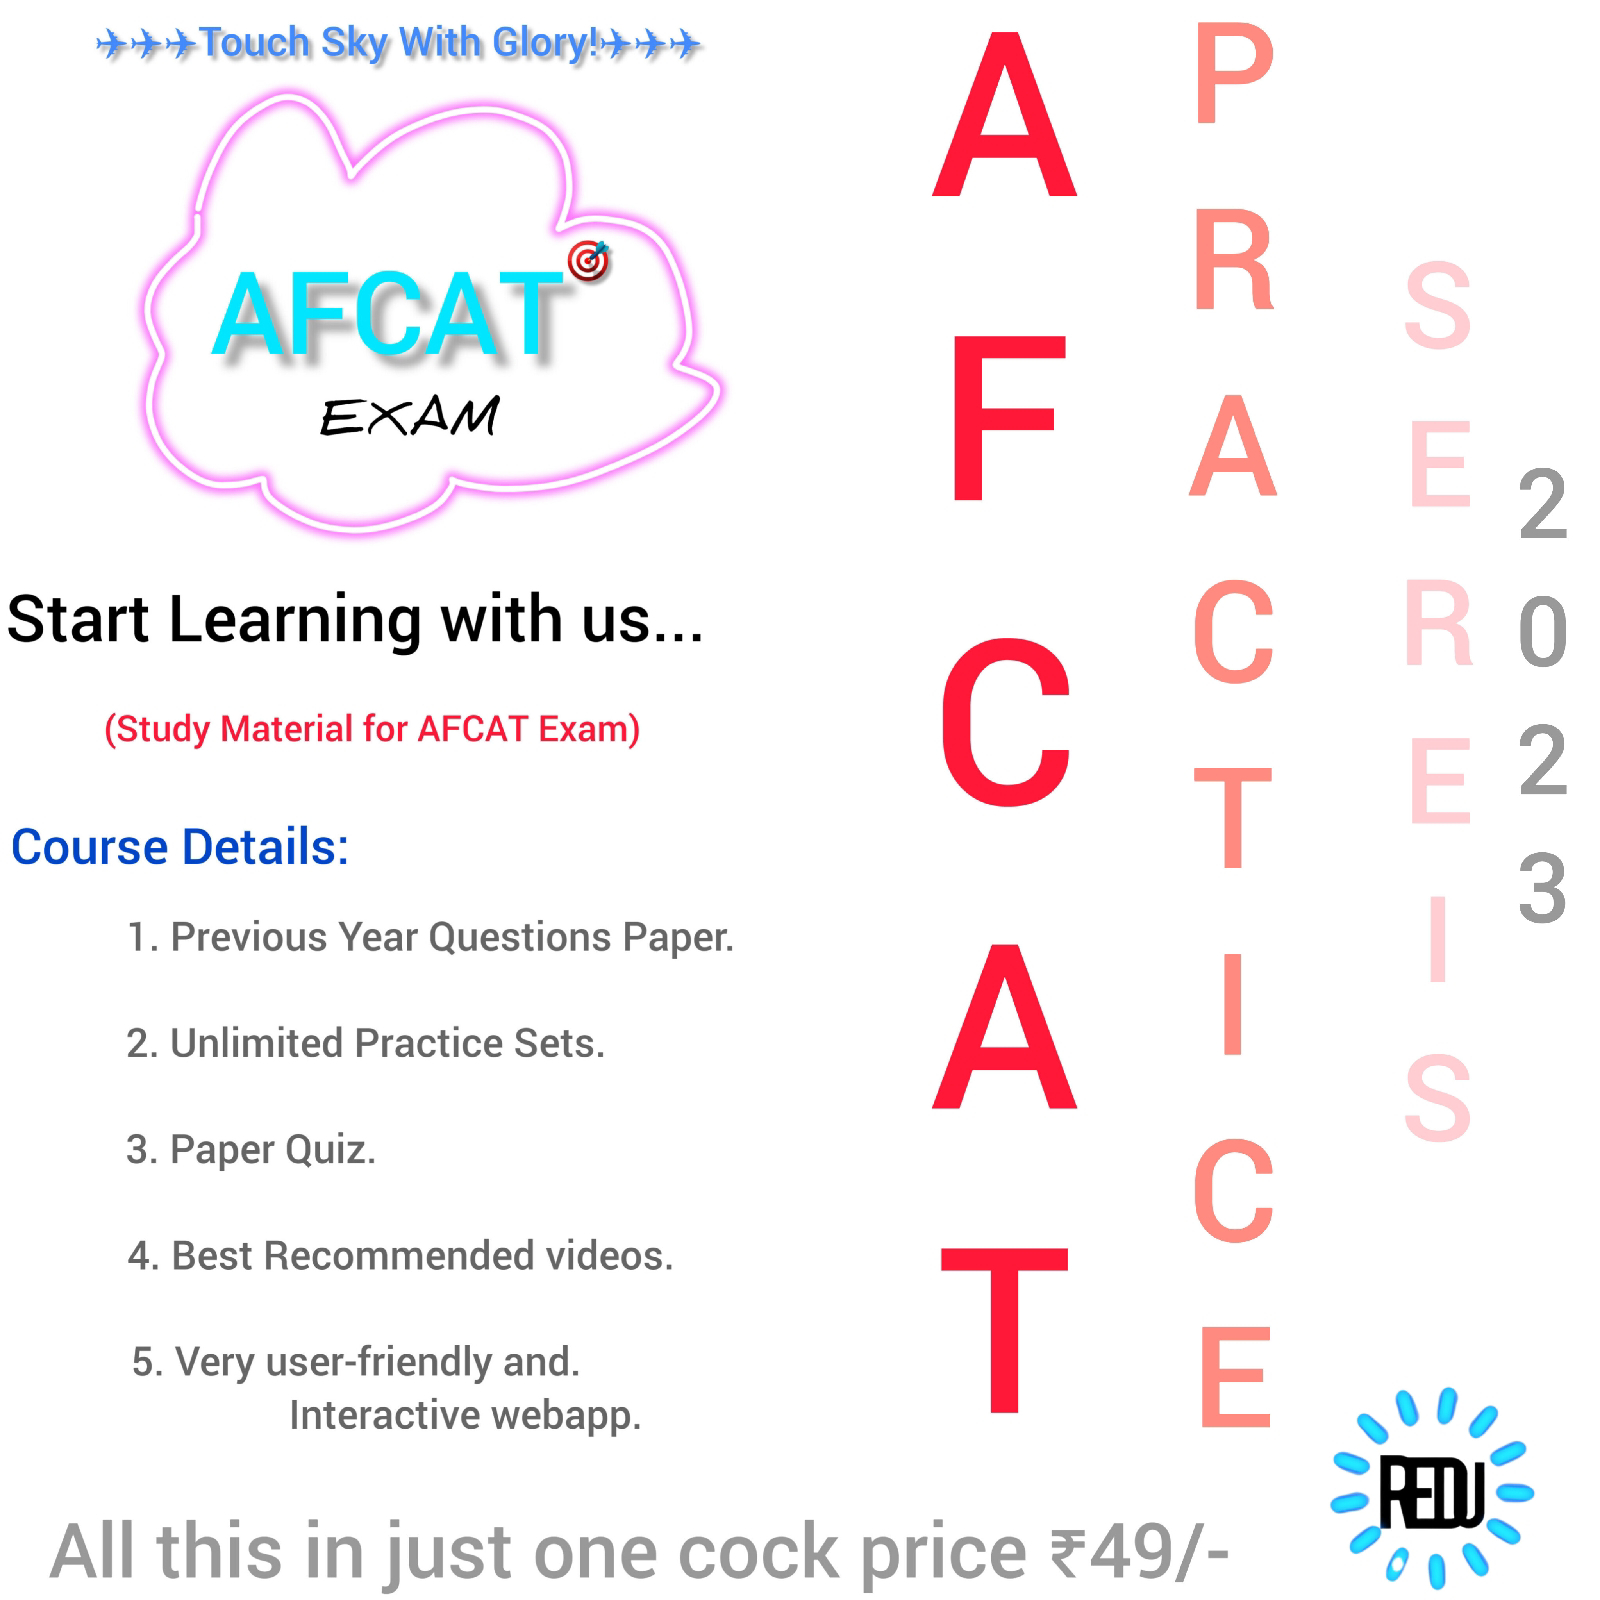 ✈✈✈Touch Sky With Glory!✈✈✈
AFCAT🎯
EXAM
Start Learning with us...
(Study Material for AFCAT Exam)
Course Details:
1. Previous Year Questions Paper.
2. Unlimited Practice Sets.
3. Paper Quiz.
4. Best Recommended videos.
5. Very user-friendly and.
Interactive webapp.
All this in just one cock price ₹49/-
AFCAT
PRACTICE
SEREIS
2023
REDU